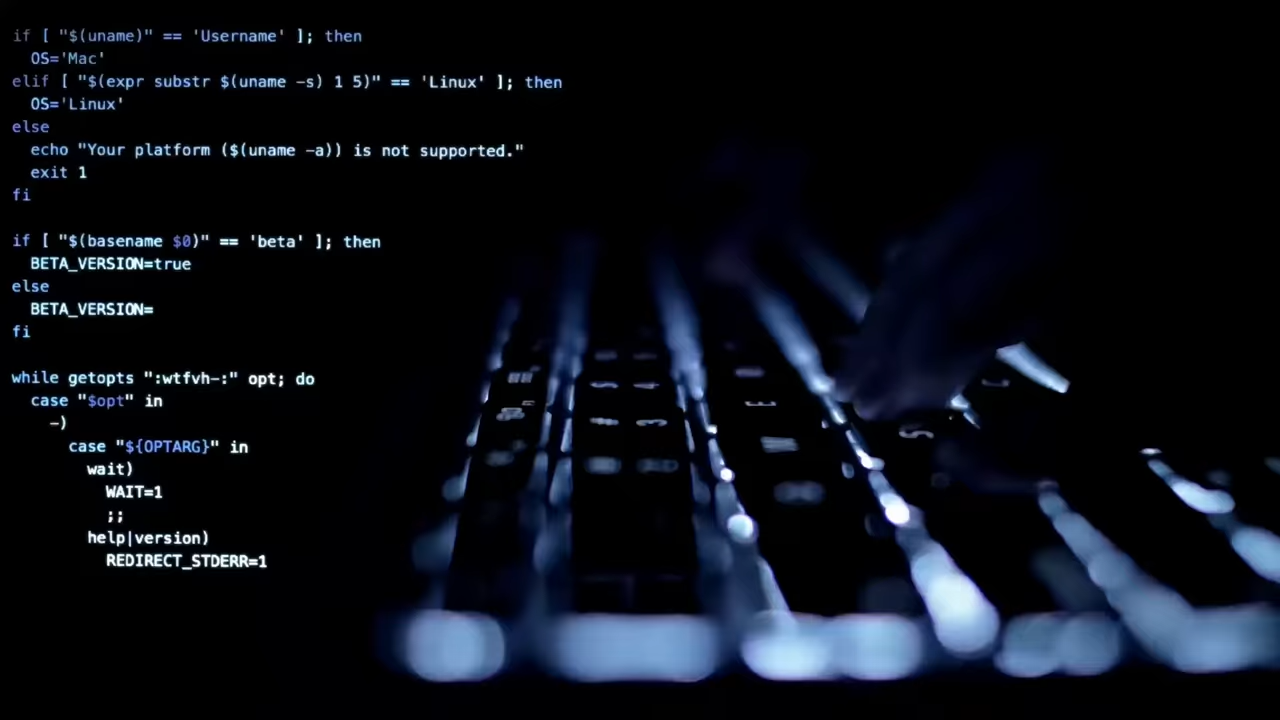 if [ "$(uname)" == 'Username' ]; then
  OS='Mac'
elif [ "$(expr substr $(uname -s) 1 5)" == 'Linux' ]; then
  OS='Linux'
else
  echo "Your platform ($(uname -a)) is not supported."
  exit 1
fi

if [ "$(basename $0)" == 'beta' ]; then
  BETA_VERSION=true
else
  BETA_VERSION=
fi

while getopts ":wtfvh-:" opt; do
  case "$opt" in
    -)
      case "${OPTARG}" in
        wait)
          WAIT=1
          ;;
        help|version)
          REDIRECT_STDERR=1